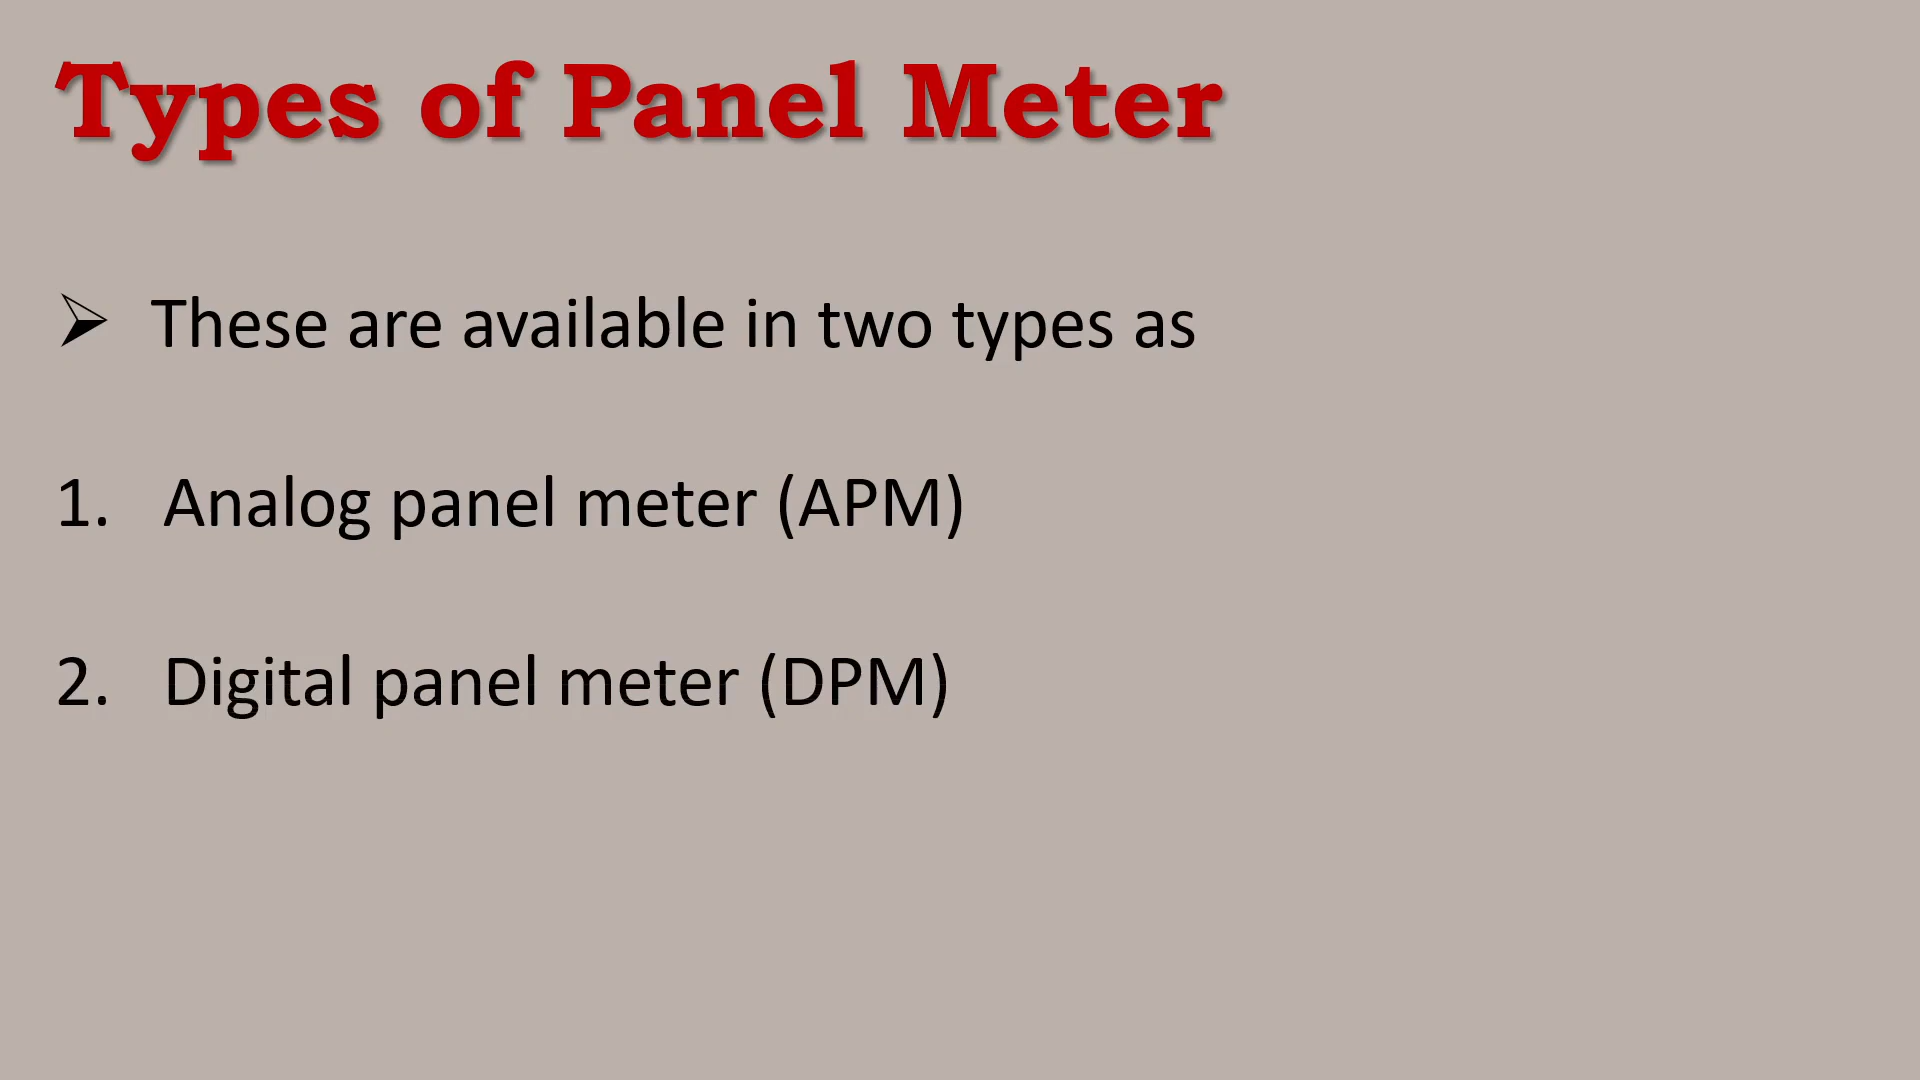 Types of Panel Meter
➢ These are available in two types as
1. Analog panel meter (APM)
2. Digital panel meter (DPM)